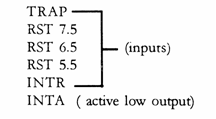 TRAP
RST 7.5
RST 6.5 (inputs)
RST 5.5
INTR
INTA ( active low output)